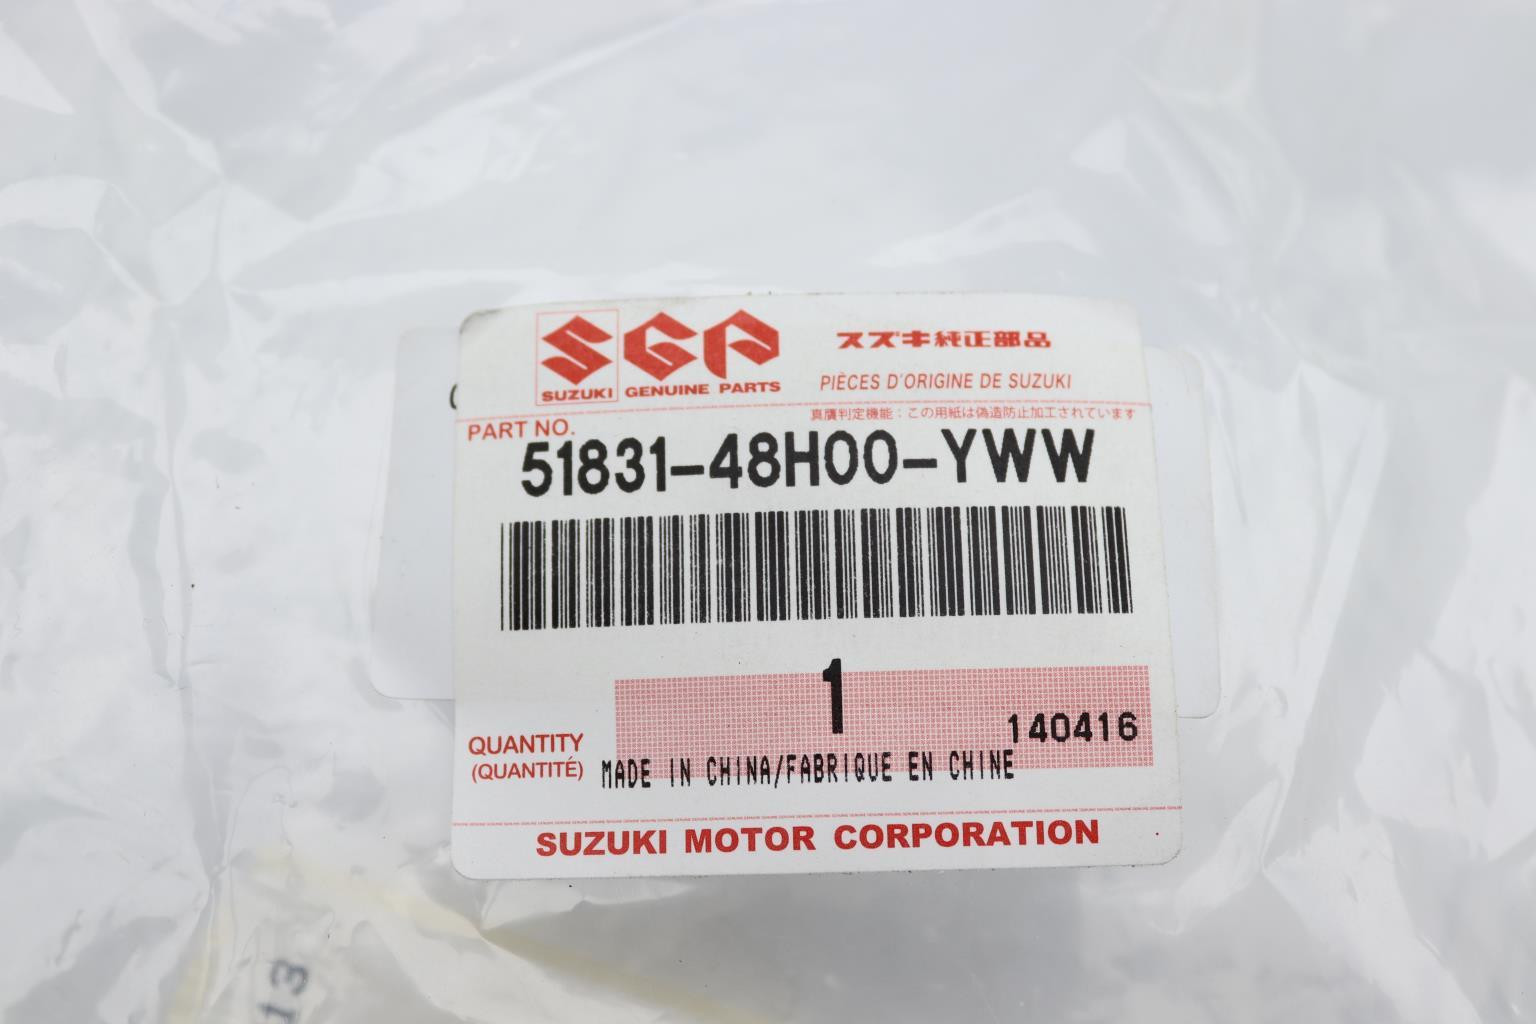 SUZUKI
SGP
GENUINE PARTS
スズキ純正部品
PIÈCES D'ORIGINE DE SUZUKI
真贋判定機能：この用紙は偽造防止加工されています
PART NO.
51831-48H00-YWW
1
140416
QUANTITY
(QUANTITÉ)
MADE IN CHINA/FABRIQUE EN CHINE
SUZUKI MOTOR CORPORATION
13